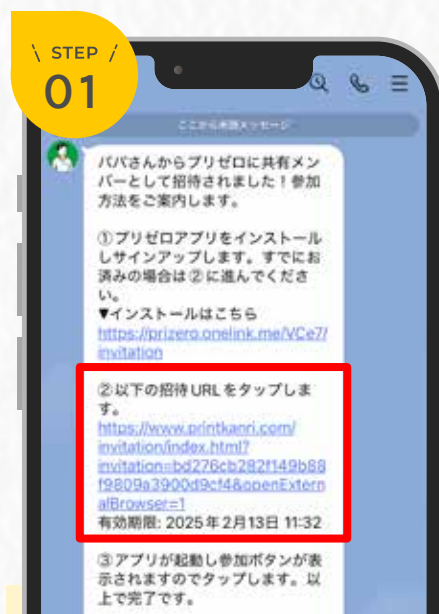 STEP
01
ここから未読メッセージ
パパさんからプリゼロに共有メン
バーとして招待されました！参加
方法をご案内します。
①プリゼロアプリをインストール
しサインアップします。すでにお
済みの場合は②に進んでくださ
い。
▼インストールはこちら
https://prizero.onelink.me/VCe7/
invitation
②以下の招待URLをタップしま
す。
https://www.printkanri.com/
invitation/index.html?
invitation=bd276cb282f149b88
f9809a3900d9cf4&openExtern
alBrowser=1
有効期限: 2025年2月13日 11:32
③アプリが起動し参加ボタンが表
示されますのでタップします。以
上で完了です。